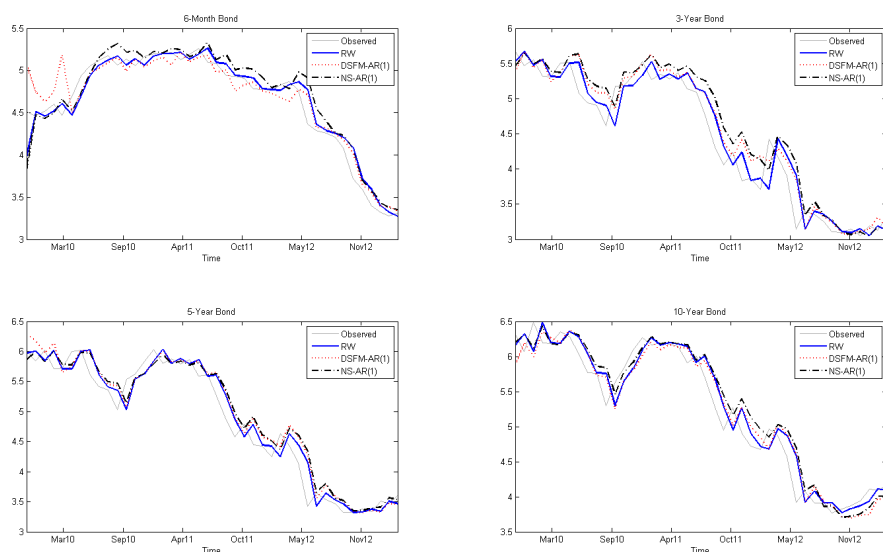 6-Month Bond
5.5
5
4.5
4
3.5
3
Observed
RW
DSFM-AR(1)
NS-AR(1)
Mar10 Sep10 Apr11 Oct11 May12 Nov12
Time
3-Year Bond
6
5.5
5
4.5
4
3.5
3
Observed
RW
DSFM-AR(1)
NS-AR(1)
Mar10 Sep10 Apr11 Oct11 May12 Nov12
Time
5-Year Bond
6.5
6
5.5
5
4.5
4
3.5
3
Observed
RW
DSFM-AR(1)
NS-AR(1)
Mar10 Sep10 Apr11 Oct11 May12 Nov12
Time
10-Year Bond
6.5
6
5.5
5
4.5
4
3.5
Observed
RW
DSFM-AR(1)
NS-AR(1)
Mar10 Sep10 Apr11 Oct11 May12 Nov12
Time